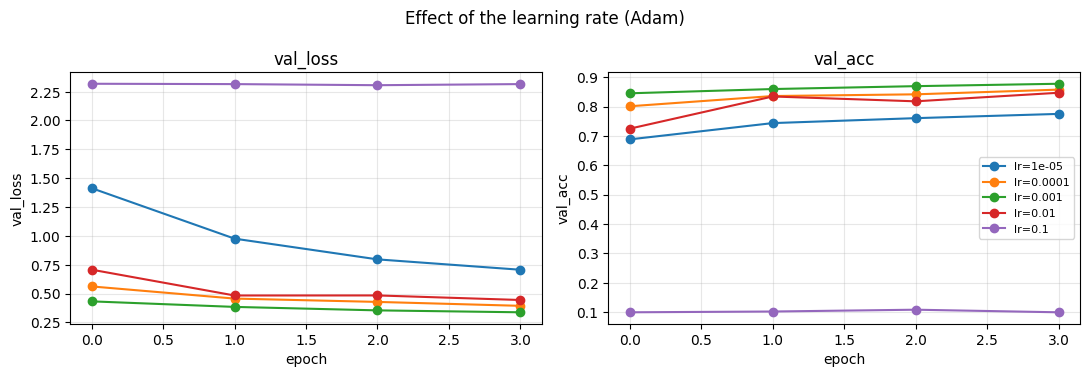 Effect of the learning rate (Adam)
val_loss
val_loss
2.25
2.00
1.75
1.50
1.25
1.00
0.75
0.50
0.25
0.0 0.5 1.0 1.5 2.0 2.5 3.0
epoch
val_acc
val_acc
0.9
0.8
0.7
0.6
0.5
0.4
0.3
0.2
0.1
lr=1e-05
lr=0.0001
lr=0.001
lr=0.01
lr=0.1
0.0 0.5 1.0 1.5 2.0 2.5 3.0
epoch